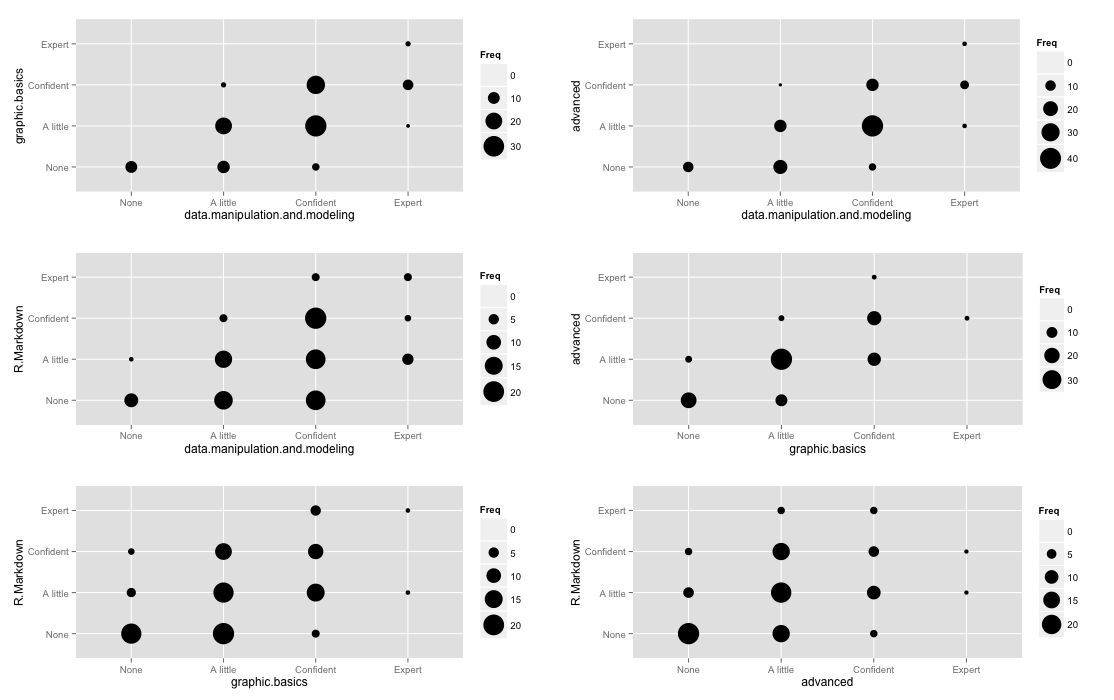 Expert
Confident
A little
None
graphic.basics
None A little Confident Expert
data.manipulation.and.modeling
Freq
0
10
20
30
Expert
Confident
A little
None
advanced
None A little Confident Expert
data.manipulation.and.modeling
Freq
0
10
20
30
40
Expert
Confident
A little
None
R.Markdown
None A little Confident Expert
data.manipulation.and.modeling
Freq
0
5
10
15
20
Expert
Confident
A little
None
advanced
None A little Confident Expert
graphic.basics
Freq
0
10
20
30
Expert
Confident
A little
None
R.Markdown
None A little Confident Expert
graphic.basics
Freq
0
5
10
15
20
Expert
Confident
A little
None
R.Markdown
None A little Confident Expert
advanced
Freq
0
5
10
15
20